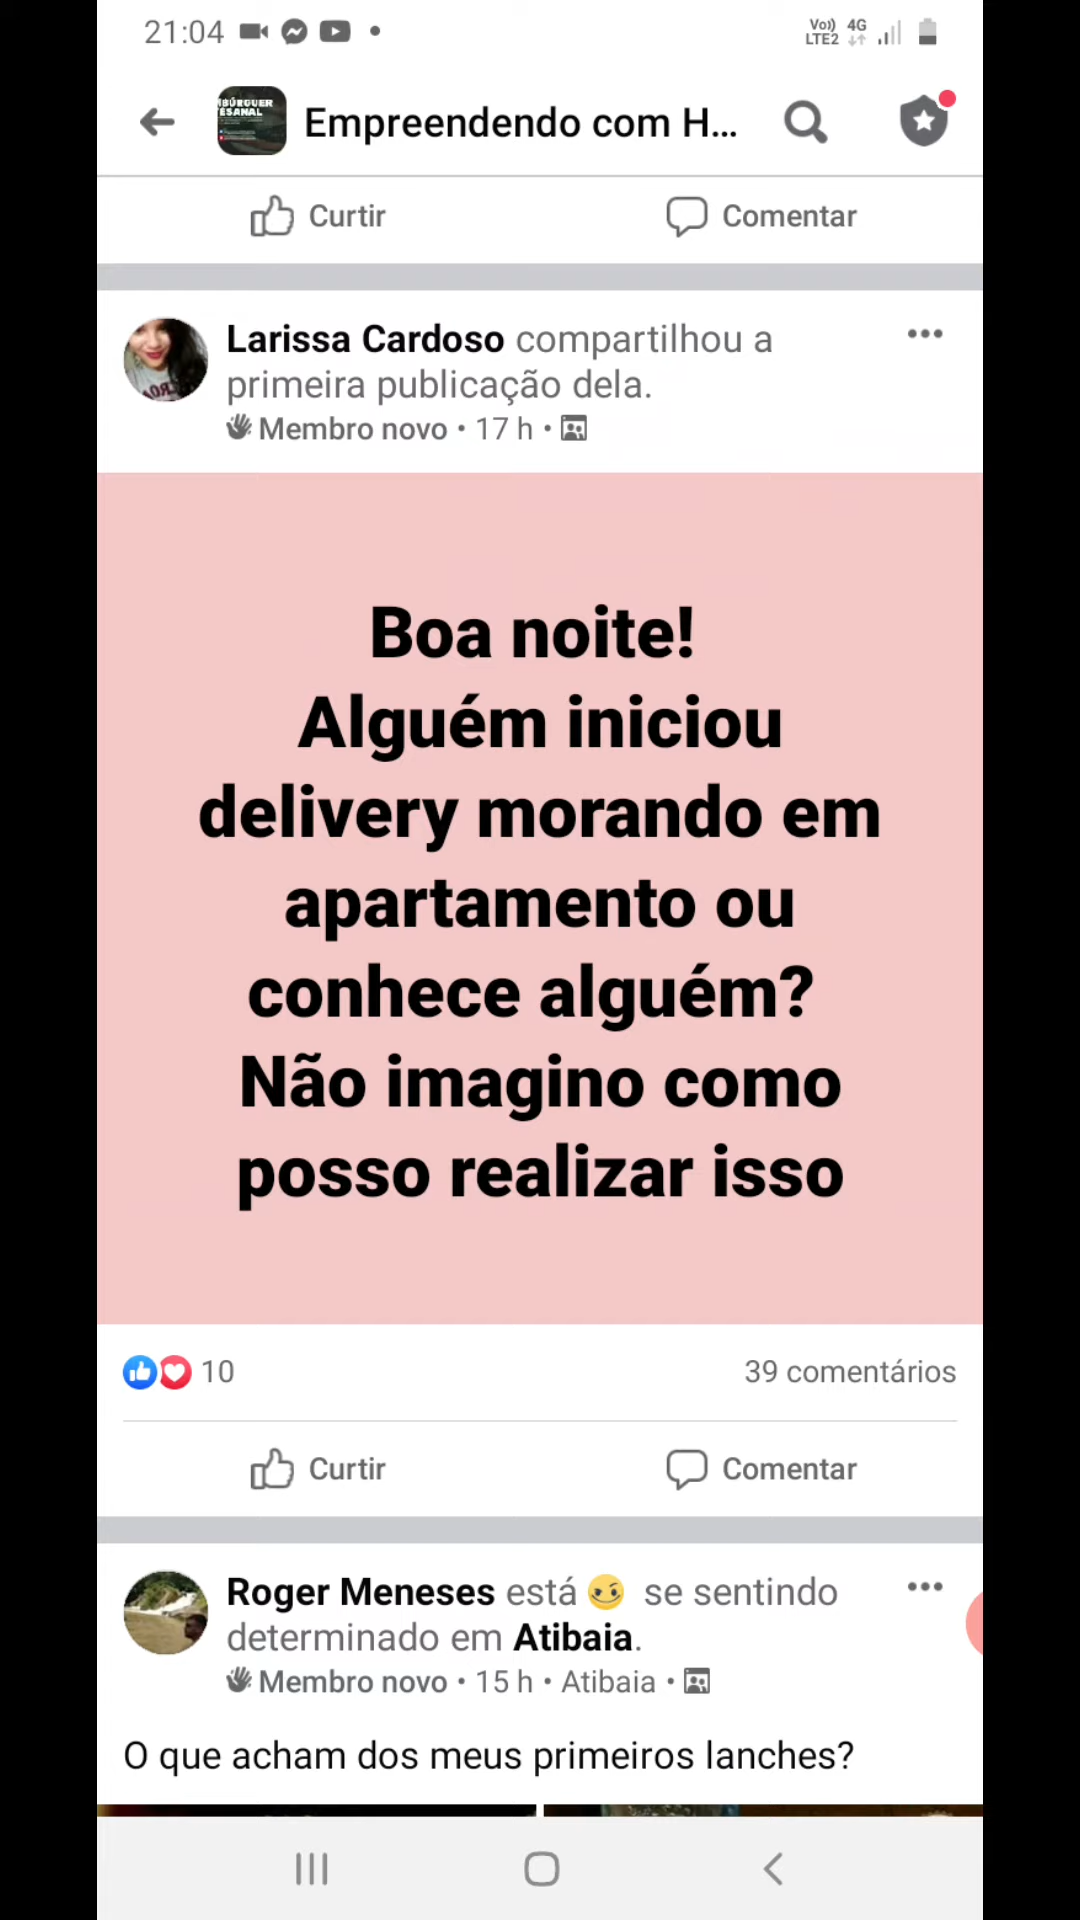 21:04
Vo)) 4G
LTE2
BÚRGUER
ESANAL
Empreendendo com H...
Curtir
Comentar
Larissa Cardoso compartilhou a
primeira publicação dela.
Membro novo • 17 h •
Boa noite!
Alguém iniciou
delivery morando em
apartamento ou
conhece alguém?
Não imagino como
posso realizar isso
10
39 comentários
Curtir
Comentar
Roger Meneses está 🥴 se sentindo
determinado em Atibaia.
Membro novo • 15 h • Atibaia •
O que acham dos meus primeiros lanches?